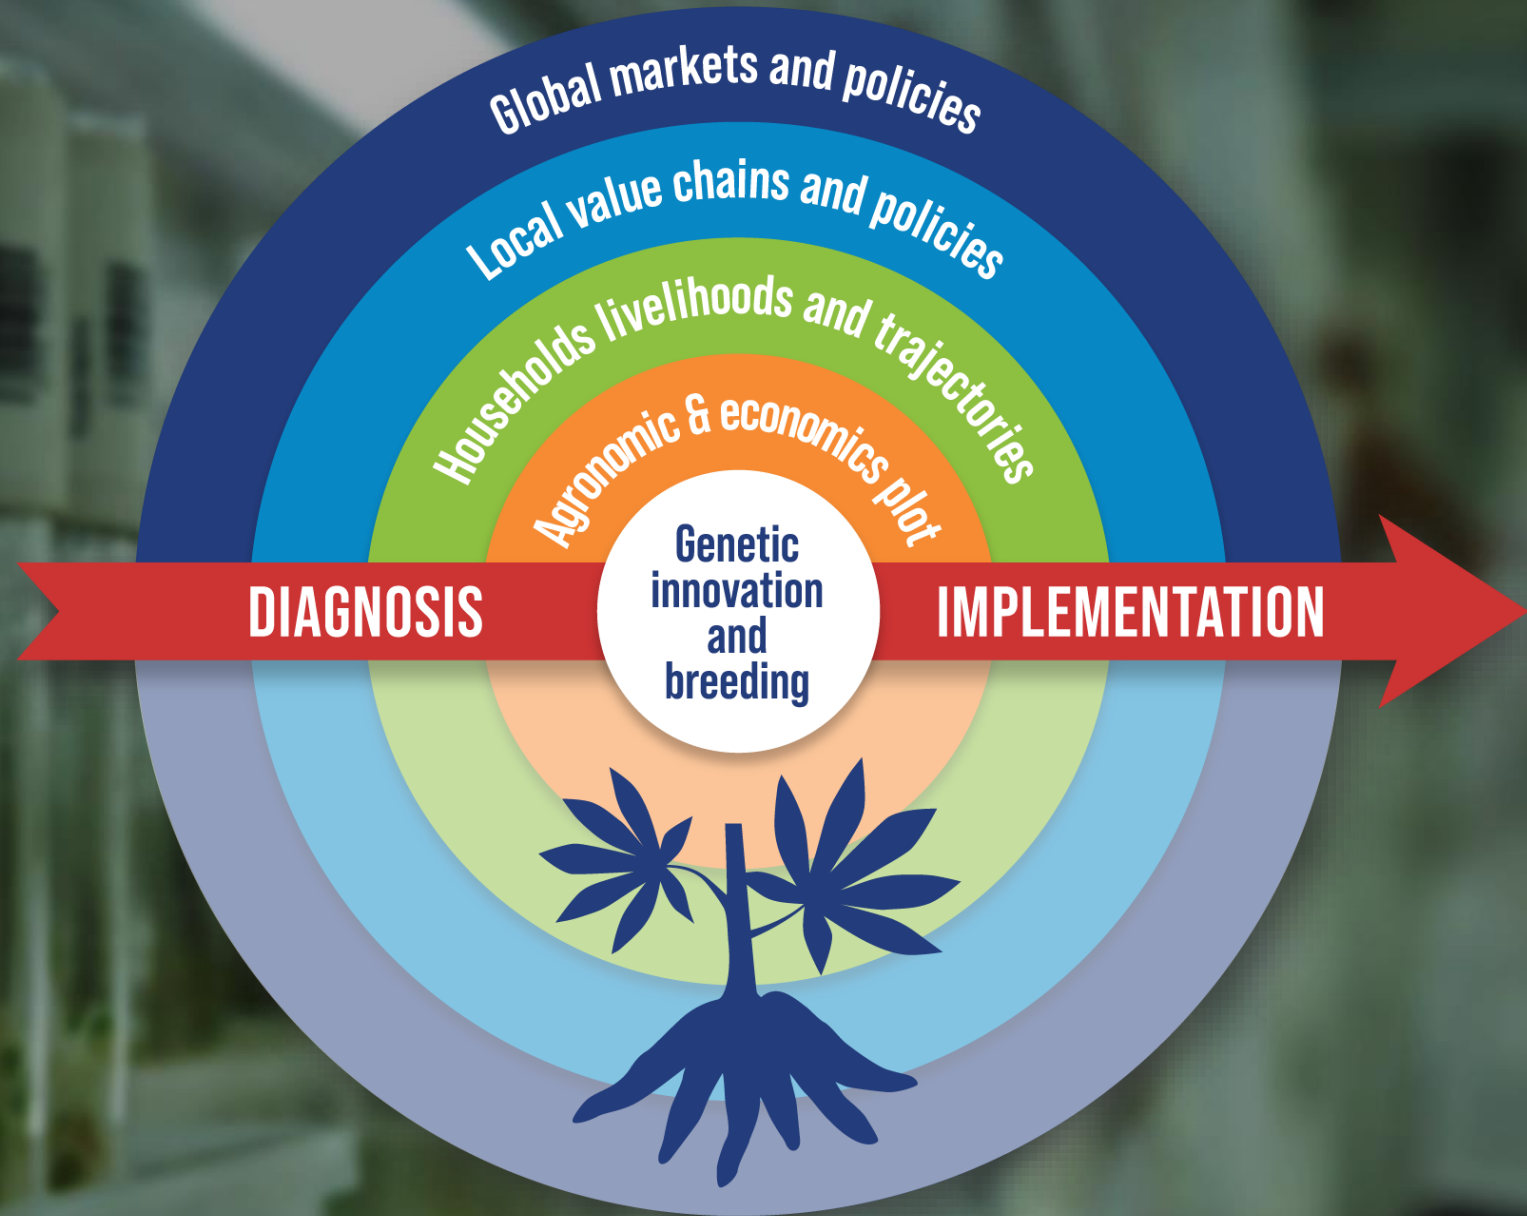 Global markets and policies
Local value chains and policies
Households livelihoods and trajectories
Agronomic & economics plot
DIAGNOSIS
Genetic
innovation
and
breeding
IMPLEMENTATION